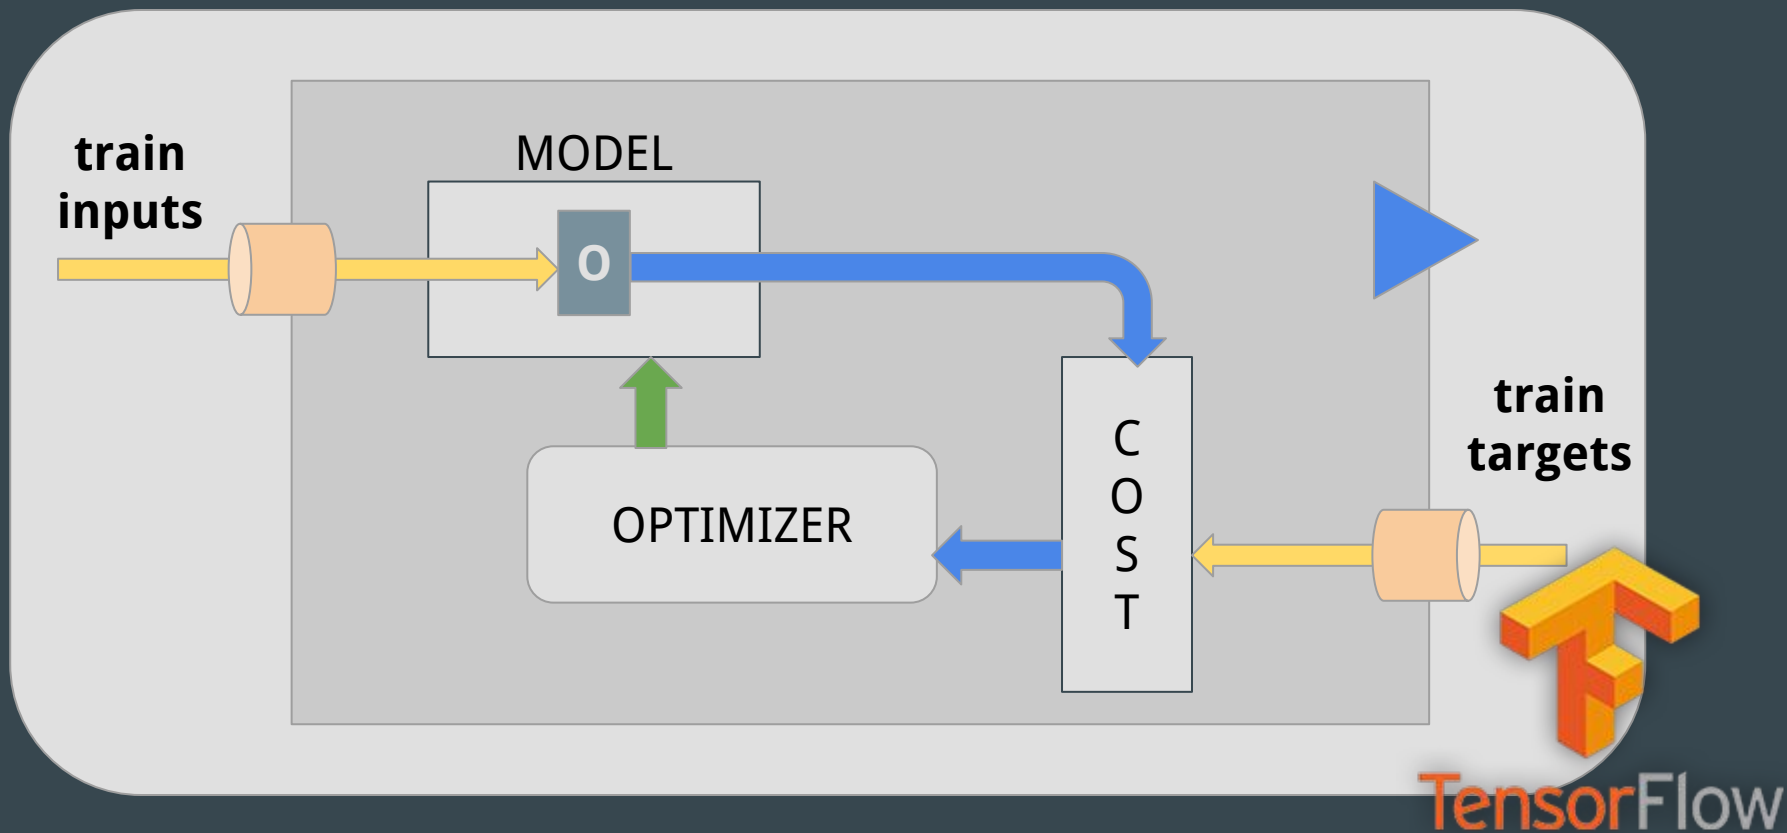 train
inputs
MODEL
O
train
targets
C
O
S
T
OPTIMIZER
TensorFlow